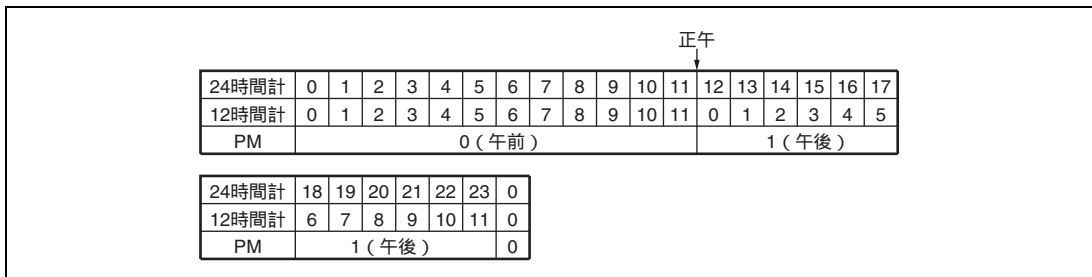 正午
24時間計 0 1 2 3 4 5 6 7 8 9 10 11 12 13 14 15 16 17
12時間計 0 1 2 3 4 5 6 7 8 9 10 11 0 1 2 3 4 5
PM 0(午前) 1(午後)
24時間計 18 19 20 21 22 23 0
12時間計 6 7 8 9 10 11 0
PM 1(午後) 0